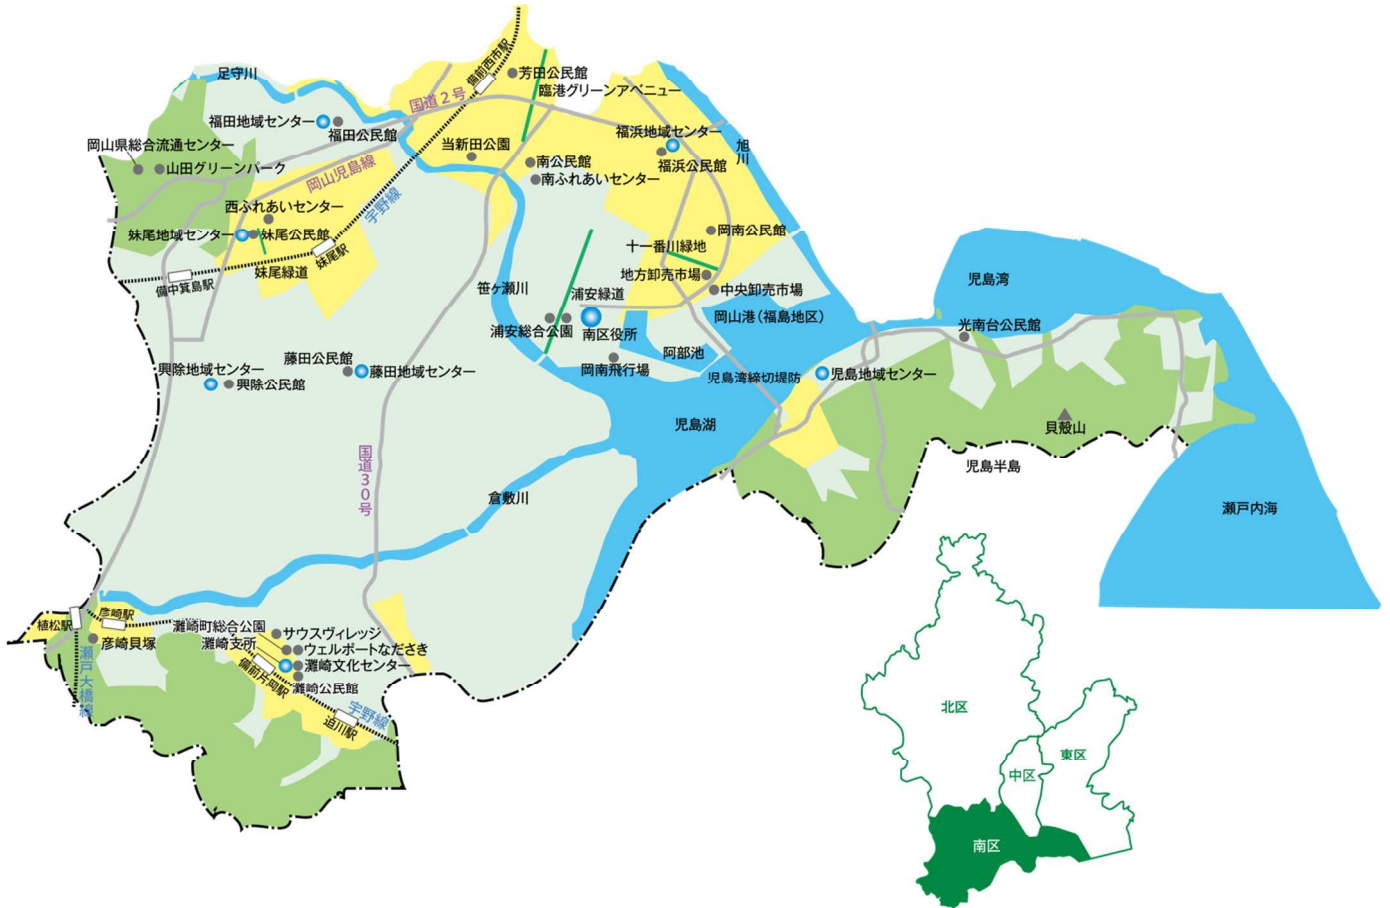 備前西市駅
芳田公民館
臨港グリーンアベニュー
足守川
国道2号
福田地域センター
福田公民館
福浜地域センター
福浜公民館
旭川
当新田公園
岡山県総合流通センター
山田グリーンパーク
岡山児島線
宇野線
南公民館
南ふれあいセンター
西ふれあいセンター
妹尾地域センター
妹尾公民館
妹尾駅
妹尾緑道
備中箕島駅
岡南公民館
十一番川緑地
地方卸売市場
中央卸売市場
笹ヶ瀬川
浦安緑道
浦安総合公園
南区役所
岡山港(福島地区)
児島湾
光南台公民館
阿部池
岡南飛行場
児島湾締切堤防
児島地域センター
興除地域センター
興除公民館
藤田公民館
藤田地域センター
児島湖
貝殻山
児島半島
瀬戸内海
国道30号
倉敷川
植松駅
彦崎駅
彦崎貝塚
瀬戸大橋線
灘崎町総合公園
灘崎支所
サウスヴィレッジ
ウェルポートなださき
灘崎文化センター
灘崎公民館
備前片岡駅
迫川駅
宇野線
北区
中区
東区
南区